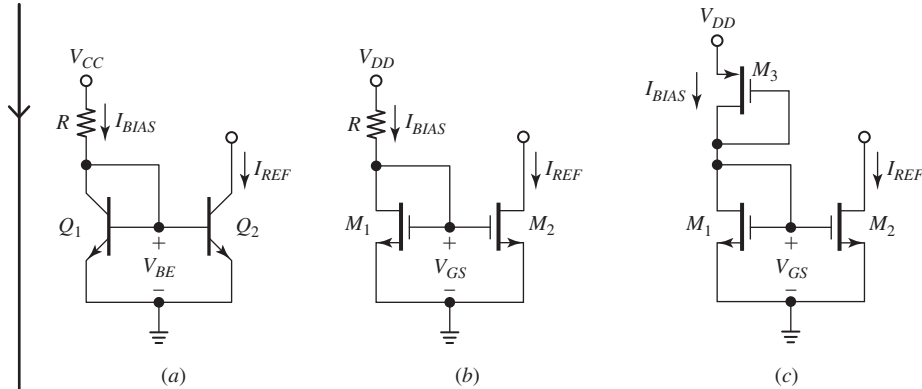 V_CC
R
I_BIAS
I_REF
Q_1
Q_2
+
V_BE
−
(a)
V_DD
R
I_BIAS
I_REF
M_1
M_2
+
V_GS
−
(b)
V_DD
M_3
I_BIAS
I_REF
M_1
M_2
+
V_GS
−
(c)